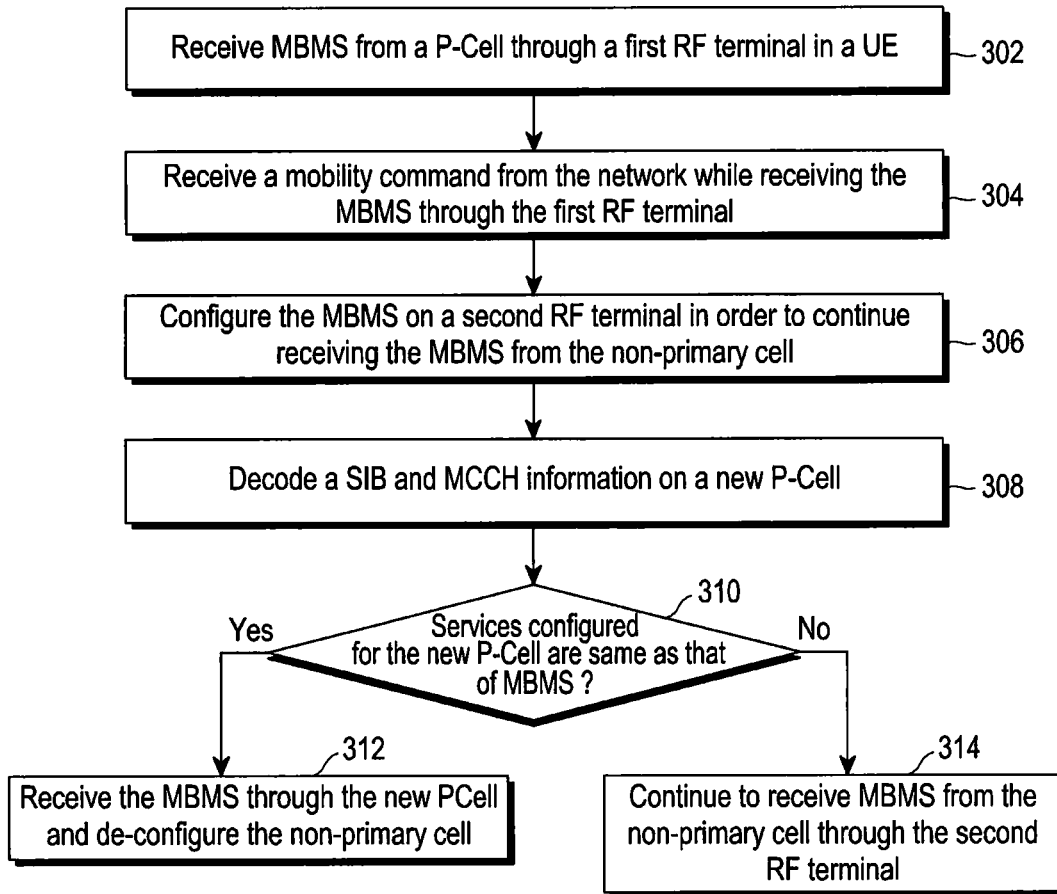 Receive MBMS from a P-Cell through a first RF terminal in a UE
302
Receive a mobility command from the network while receiving the
MBMS through the first RF terminal
304
Configure the MBMS on a second RF terminal in order to continue
receiving the MBMS from the non-primary cell
306
Decode a SIB and MCCH information on a new P-Cell
308
310
Yes
Services configured
for the new P-Cell are same as that
of MBMS ?
No
312
Receive the MBMS through the new PCell
and de-configure the non-primary cell
314
Continue to receive MBMS from the
non-primary cell through the second
RF terminal